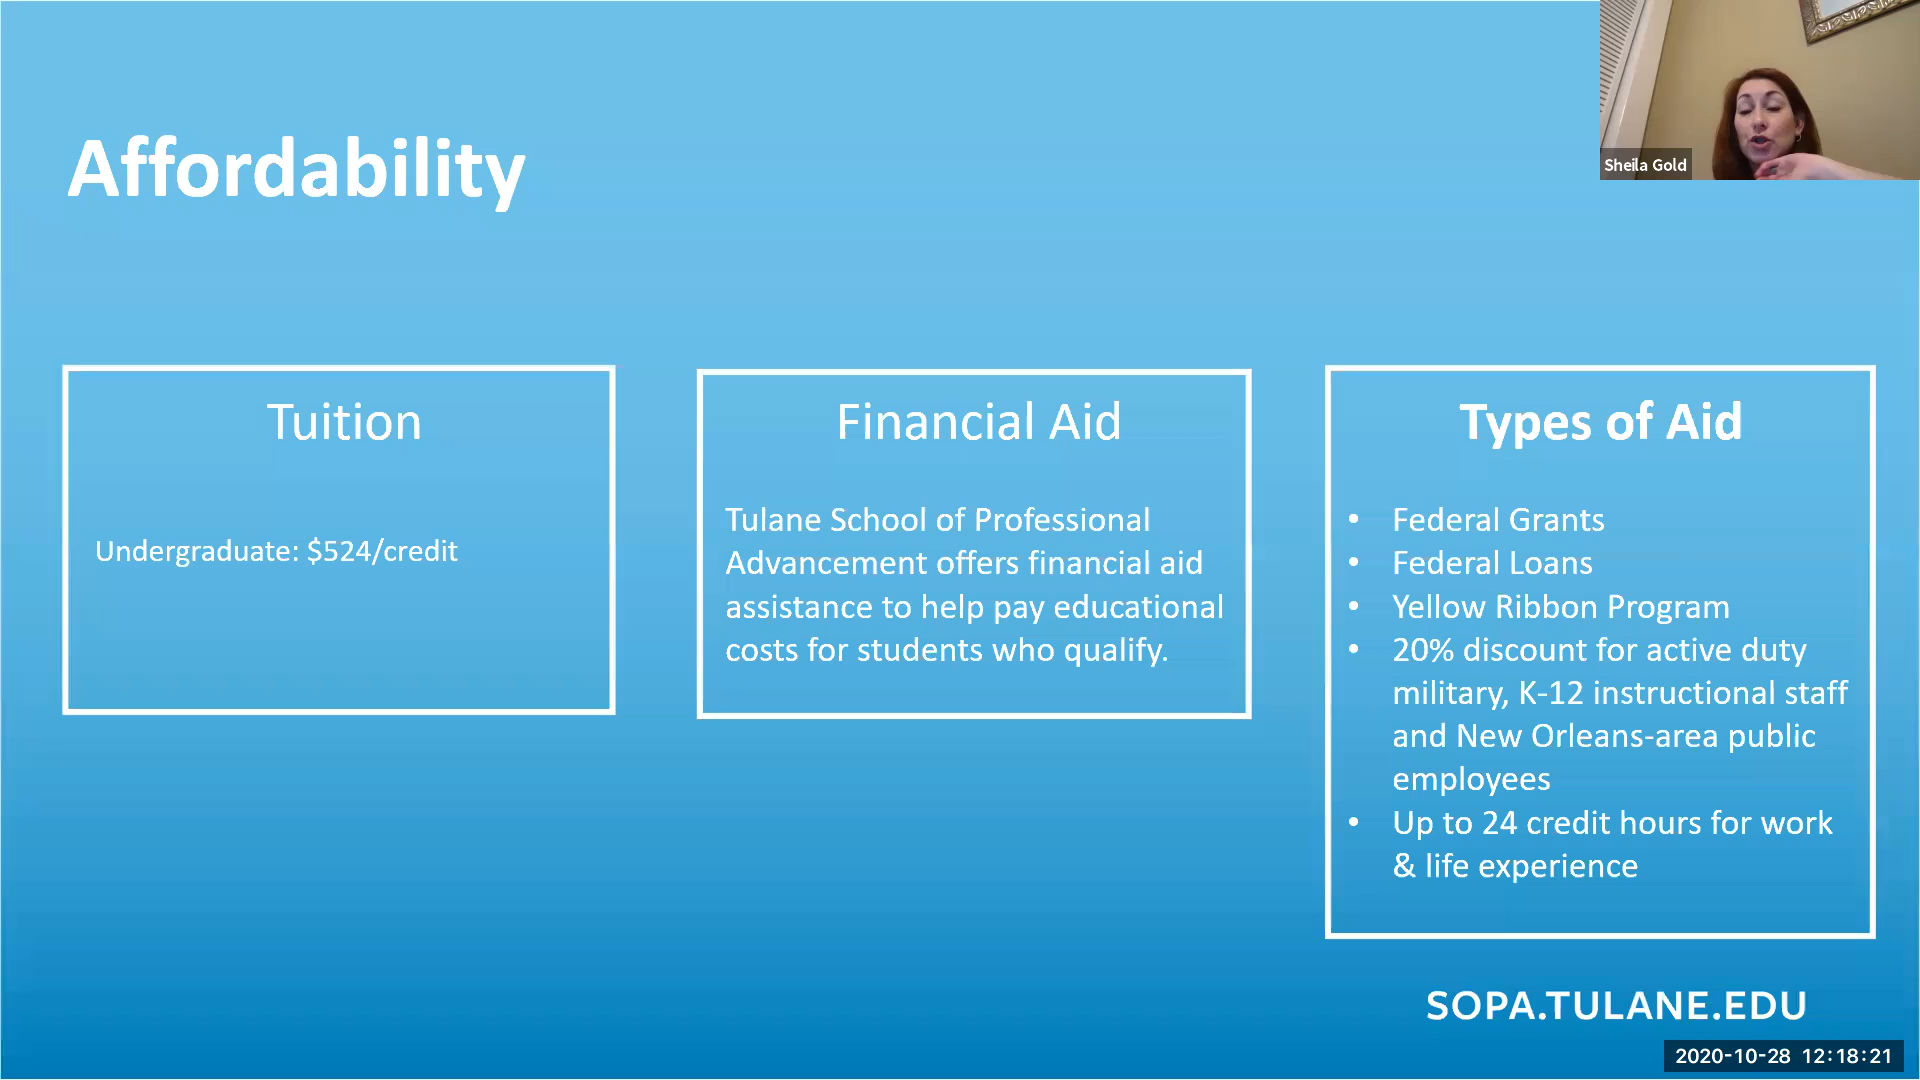 Sheila Gold
Affordability
Tuition
Undergraduate: $524/credit
Financial Aid
Tulane School of Professional
Advancement offers financial aid
assistance to help pay educational
costs for students who qualify.
Types of Aid
• Federal Grants
• Federal Loans
• Yellow Ribbon Program
• 20% discount for active duty
military, K-12 instructional staff
and New Orleans-area public
employees
• Up to 24 credit hours for work
& life experience
SOPA.TULANE.EDU
2020-10-28 12:18:21